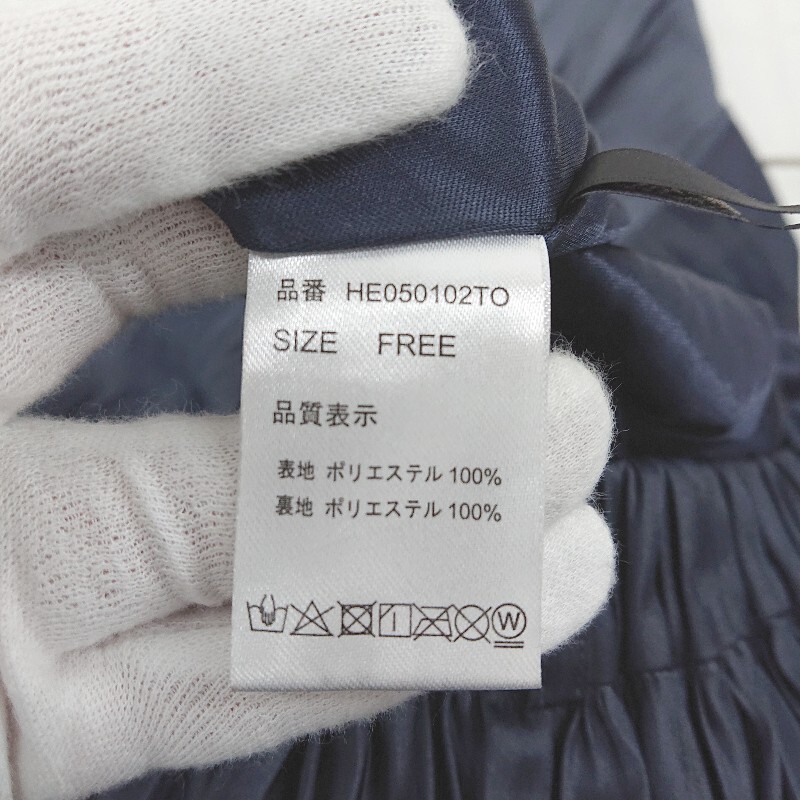 品番 HE050102TO
SIZE FREE
品質表示
表地 ポリエステル 100%
裏地 ポリエステル 100%
W